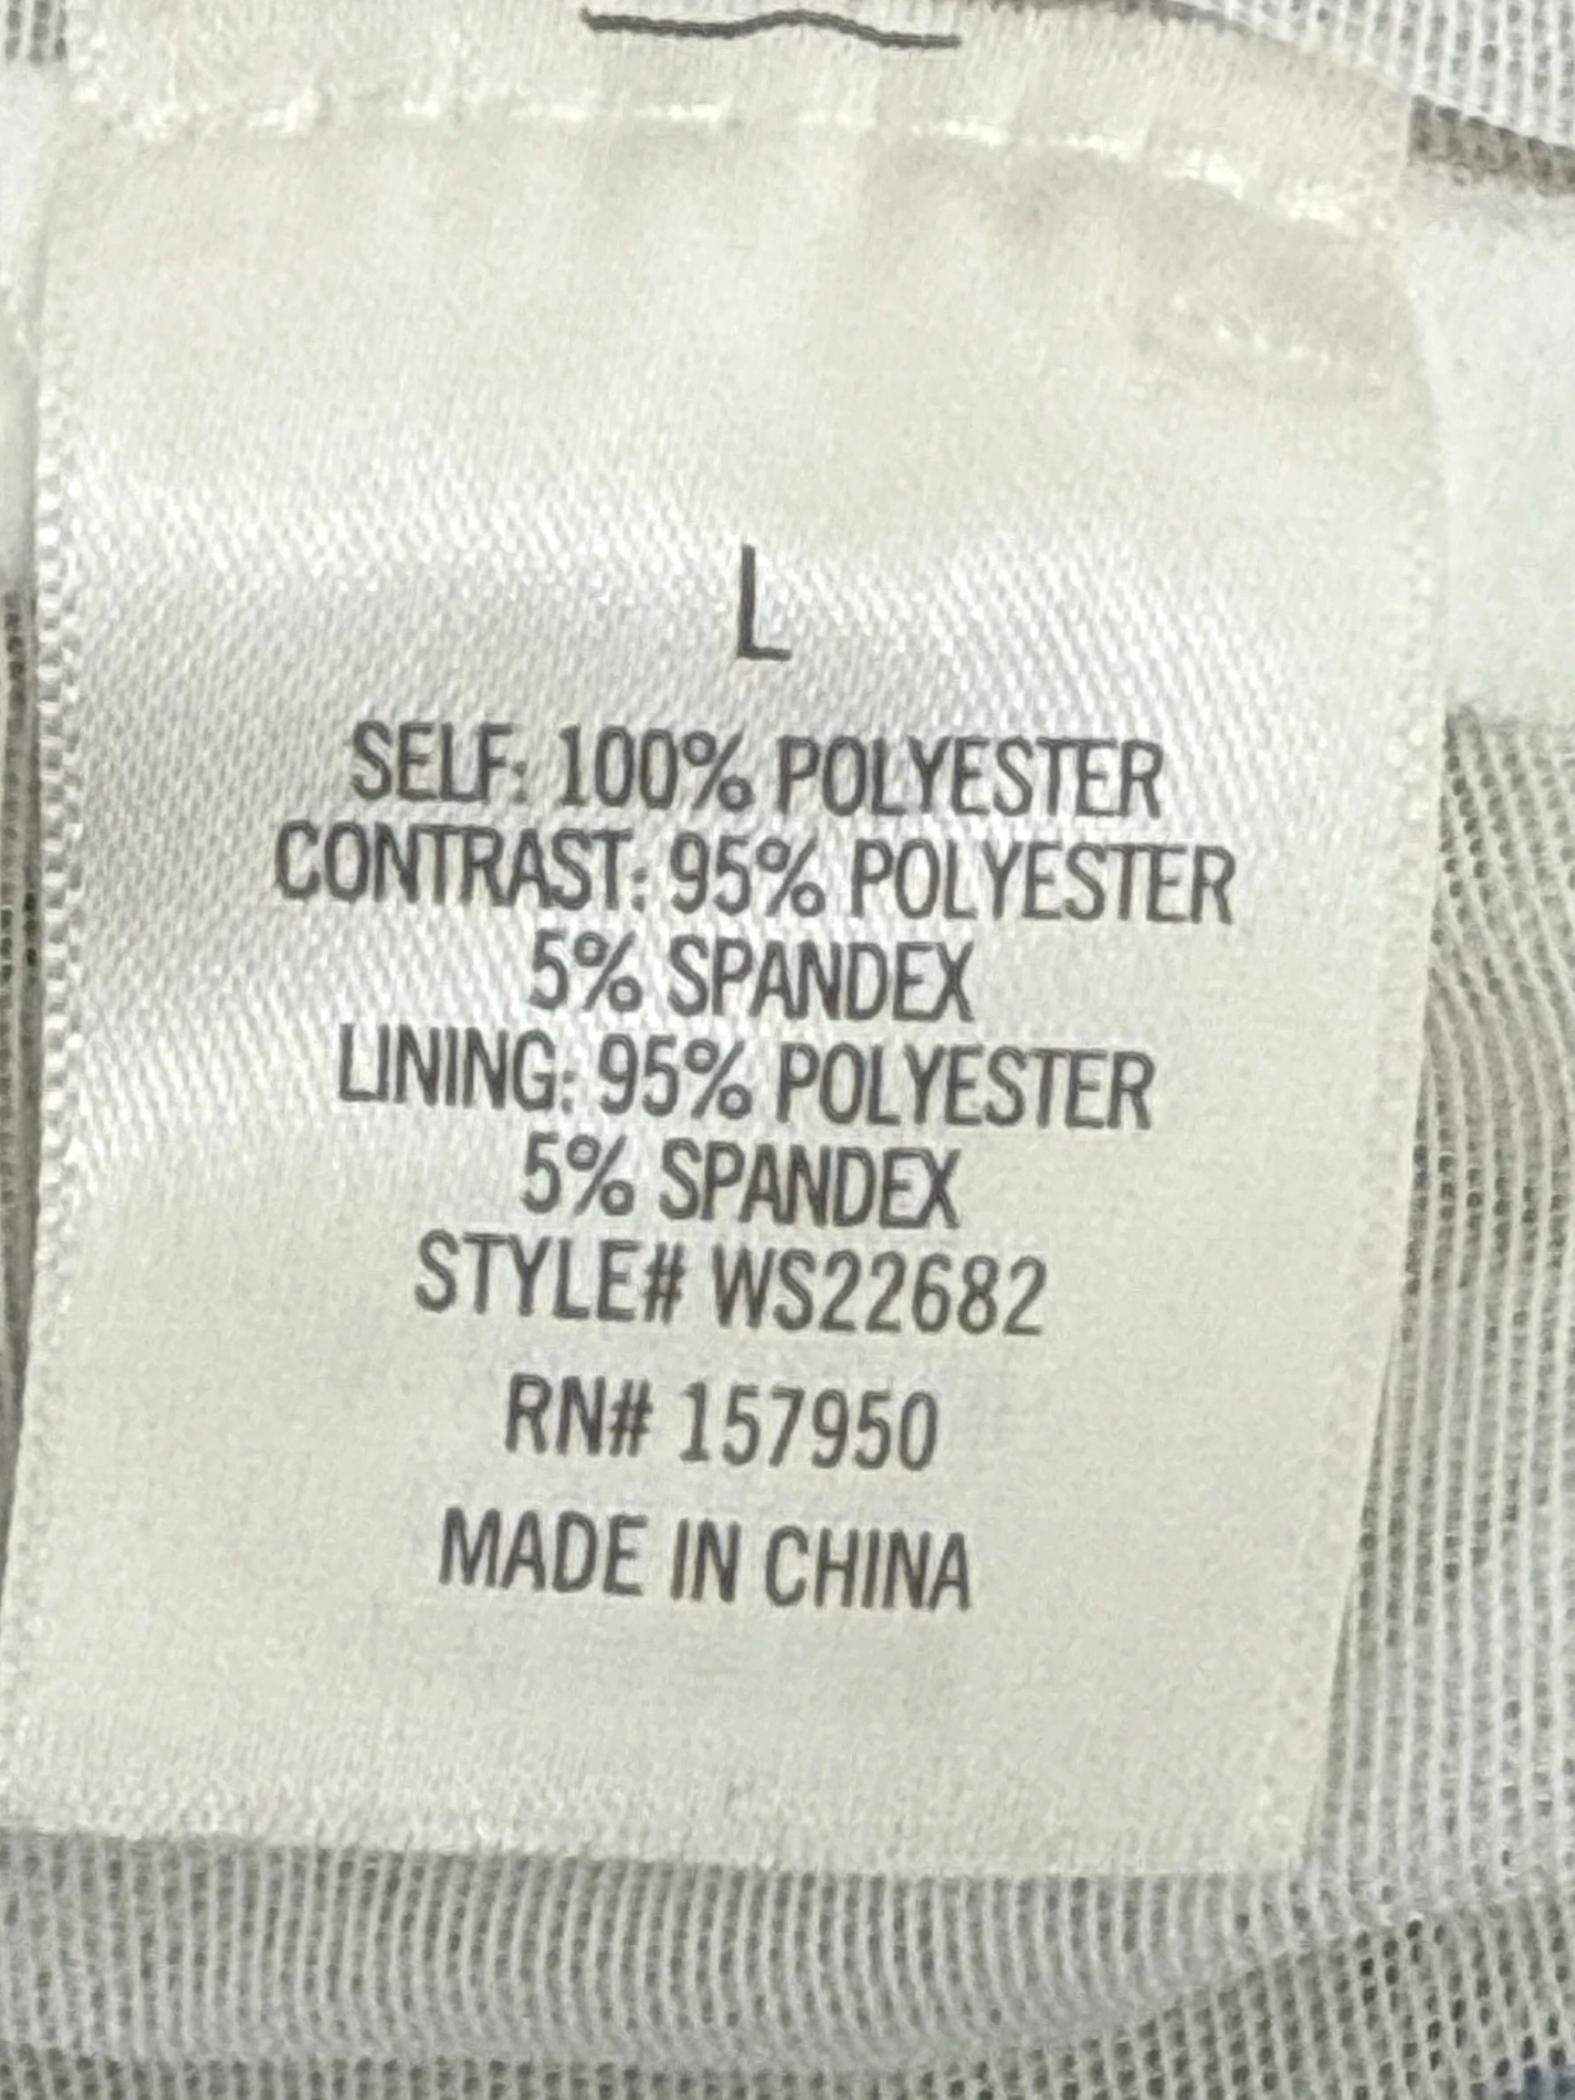 L
SELF: 100% POLYESTER
CONTRAST: 95% POLYESTER
5% SPANDEX
LINING: 95% POLYESTER
5% SPANDEX
STYLE# WS22682
RN# 157950
MADE IN CHINA